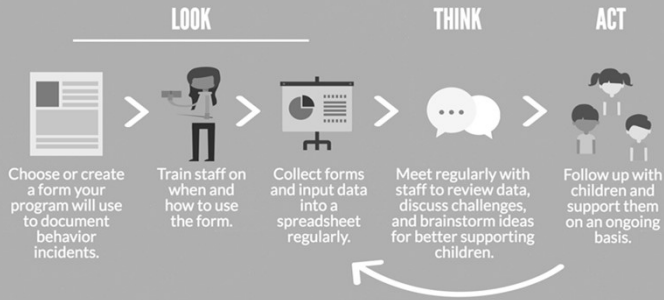 LOOK
THINK
ACT
Choose or create
a form your
program will use
to document
behavior
incidents.
Train staff on
when and
how to use
the form.
Collect forms
and input data
into a
spreadsheet
regularly.
Meet regularly with
staff to review data,
discuss challenges,
and brainstorm ideas
for better supporting
children.
Follow up with
children and
support them
on an ongoing
basis.